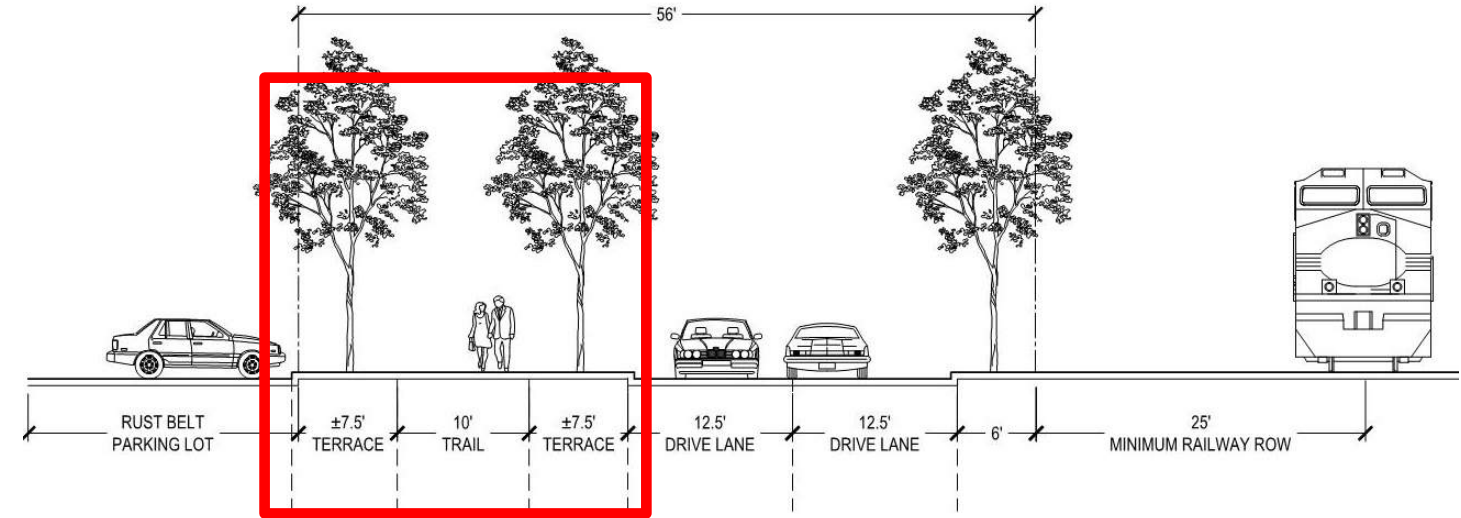 56'
RUST BELT
PARKING LOT
±7.5'
TERRACE
10'
TRAIL
±7.5'
TERRACE
12.5'
DRIVE LANE
12.5'
DRIVE LANE
6'
25'
MINIMUM RAILWAY ROW